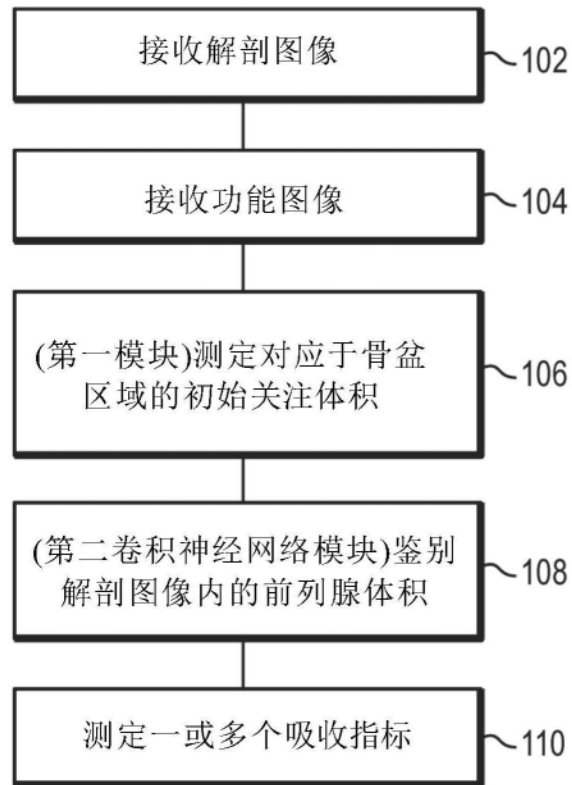 接收解剖图像
102
接收功能图像
104
(第一模块)测定对应于骨盆
区域的初始关注体积
106
(第二卷积神经网络模块)鉴别
解剖图像内的前列腺体积
108
测定一或多个吸收指标
110